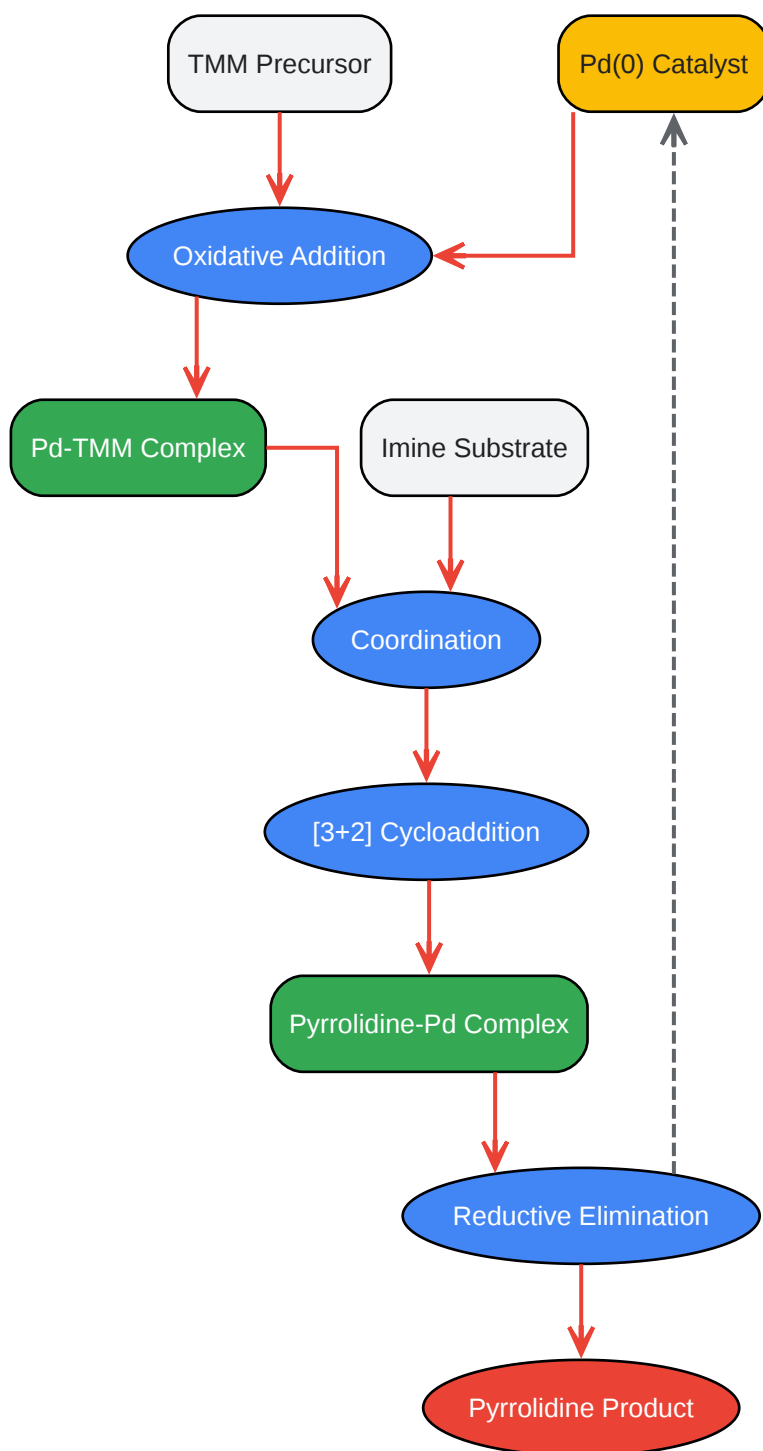 TMM Precursor
Pd(0) Catalyst
Oxidative Addition
Pd-TMM Complex
Imine Substrate
Coordination
[3+2] Cycloaddition
Pyrrolidine-Pd Complex
Reductive Elimination
Pyrrolidine Product